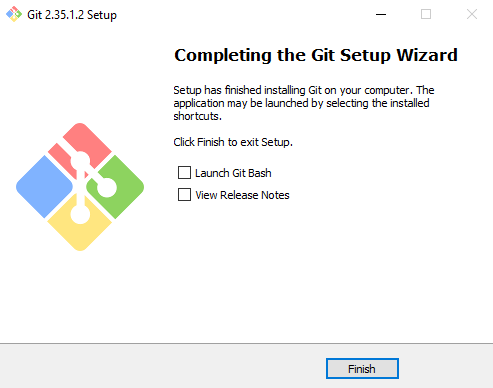 Git 2.35.1.2 Setup
Completing the Git Setup Wizard
Setup has finished installing Git on your computer. The
application may be launched by selecting the installed
shortcuts.
Click Finish to exit Setup.
Launch Git Bash
View Release Notes
Finish